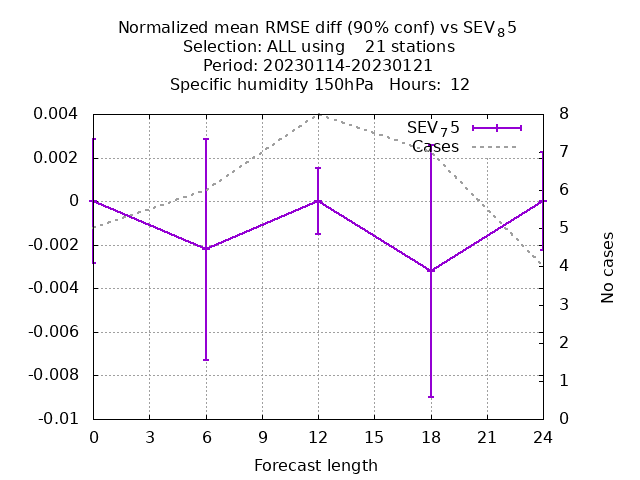 Normalized mean RMSE diff (90% conf) vs SEV₈5
Selection: ALL using    21 stations
Period: 20230114-20230121
Specific humidity 150hPa   Hours:  12
SEV₇5
Cases
0.004
0.002
0
-0.002
-0.004
-0.006
-0.008
-0.01
8
7
6
5
4
3
2
1
0
No cases
0 3 6 9 12 15 18 21 24
Forecast length